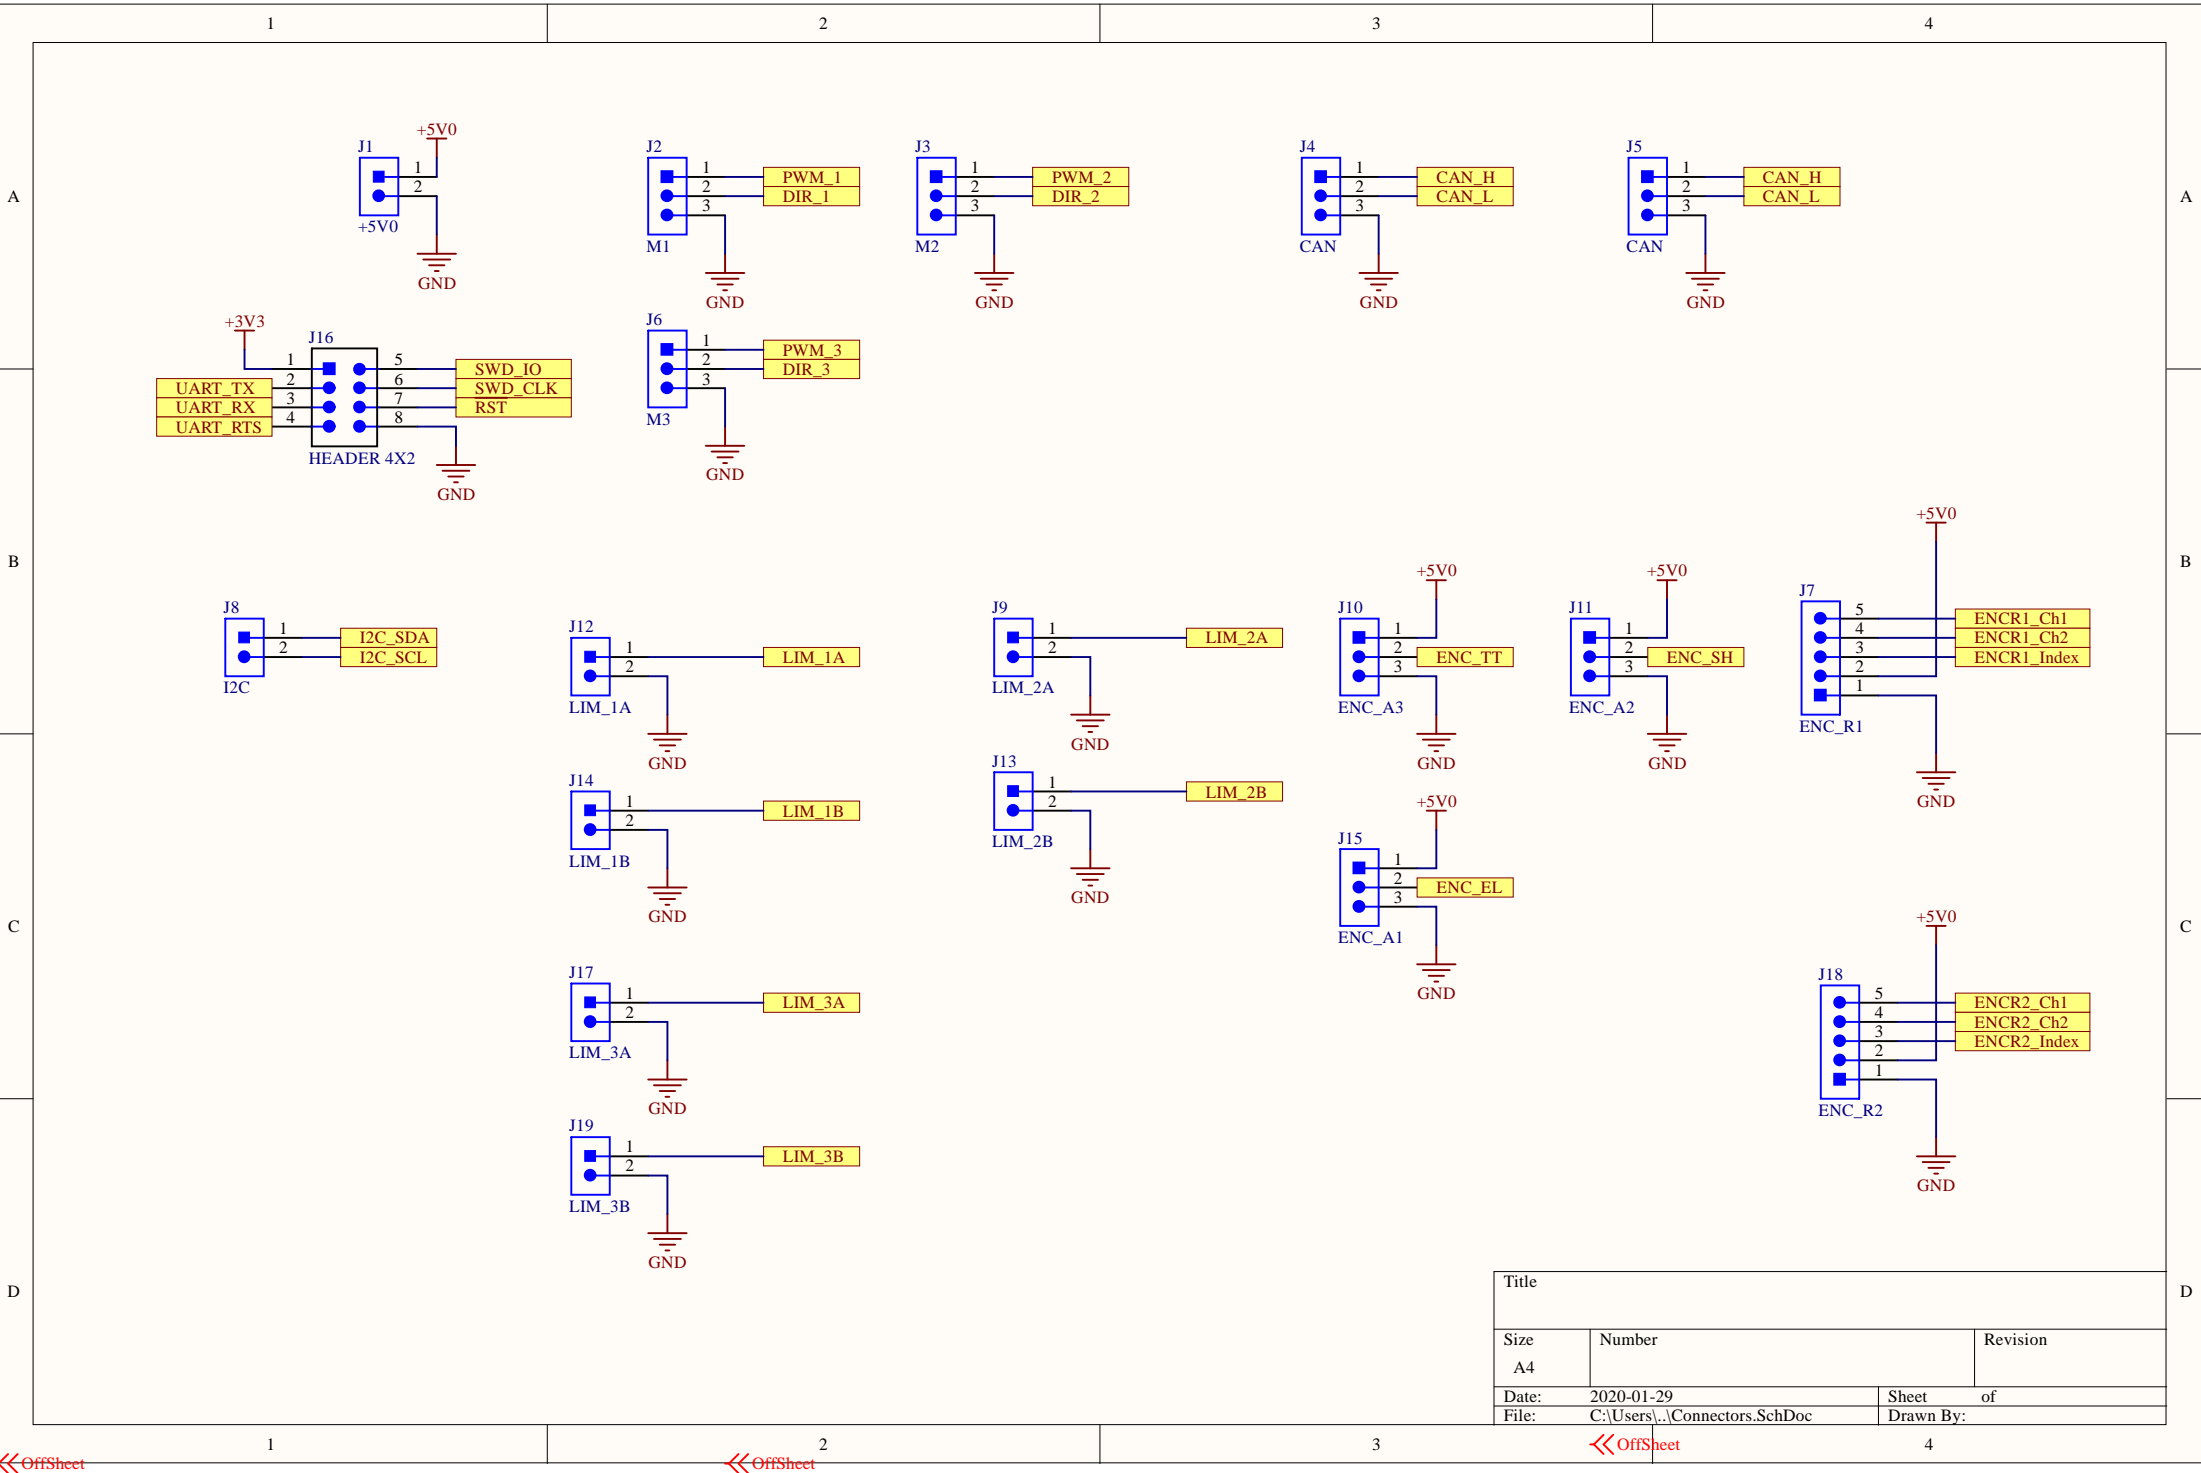 1 2 3 4
A A
J1
+5V0
1
2
+5V0
GND
J2
1
2
3
PWM_1
DIR_1
M1
GND
J3
1
2
3
PWM_2
DIR_2
M2
GND
J4
1
2
3
CAN_H
CAN_L
CAN
GND
J5
1
2
3
CAN_H
CAN_L
CAN
GND
+3V3
J16
1 5
2 6
3 7
4 8
UART_TX
UART_RX
UART_RTS
SWD_IO
SWD_CLK
RST
HEADER 4X2
GND
J6
1
2
3
PWM_3
DIR_3
M3
GND
B B
J8
1
2
I2C_SDA
I2C_SCL
I2C
J12
1
2
LIM_1A
LIM_1A
GND
J9
1
2
LIM_2A
LIM_2A
GND
+5V0
J10
1
2
3
ENC_TT
ENC_A3
GND
+5V0
J11
1
2
3
ENC_SH
ENC_A2
GND
+5V0
J7
5
4
3
2
1
ENCR1_Ch1
ENCR1_Ch2
ENCR1_Index
ENC_R1
GND
J14
1
2
LIM_1B
LIM_1B
GND
J13
1
2
LIM_2B
LIM_2B
GND
+5V0
J15
1
2
3
ENC_EL
ENC_A1
GND
C C
J17
1
2
LIM_3A
LIM_3A
GND
+5V0
J18
5
4
3
2
1
ENCR2_Ch1
ENCR2_Ch2
ENCR2_Index
ENC_R2
GND
J19
1
2
LIM_3B
LIM_3B
GND
D D
Title
Size Number Revision
A4
Date: 2020-01-29 Sheet of
File: C:\Users\..\Connectors.SchDoc Drawn By:
1 2 3 4
OffSheet OffSheet OffSheet